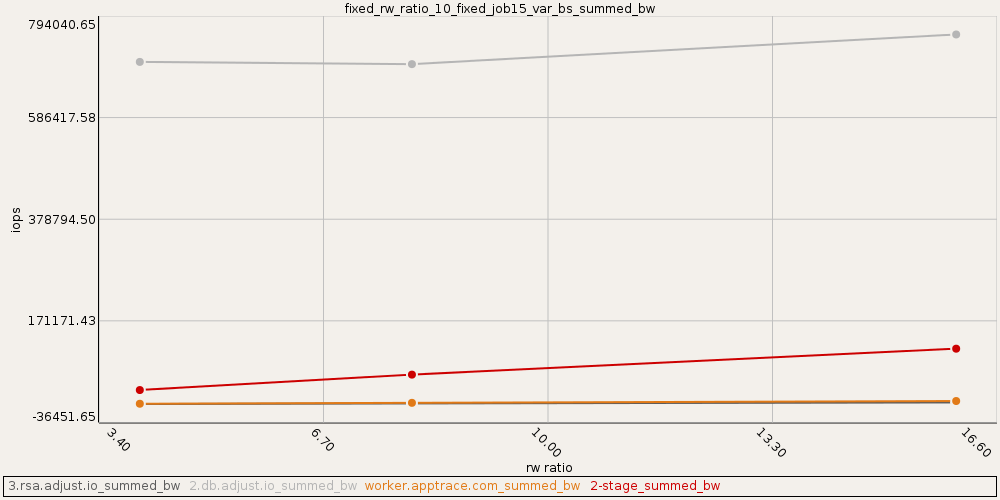 fixed_rw_ratio_10_fixed_job15_var_bs_summed_bw
794040.65
586417.58
iops
378794.50
171171.43
-36451.65
3.40 6.70 10.00 13.30 16.60
rw ratio
3.rsa.adjust.io_summed_bw 2.db.adjust.io_summed_bw worker.apptrace.com_summed_bw 2-stage_summed_bw